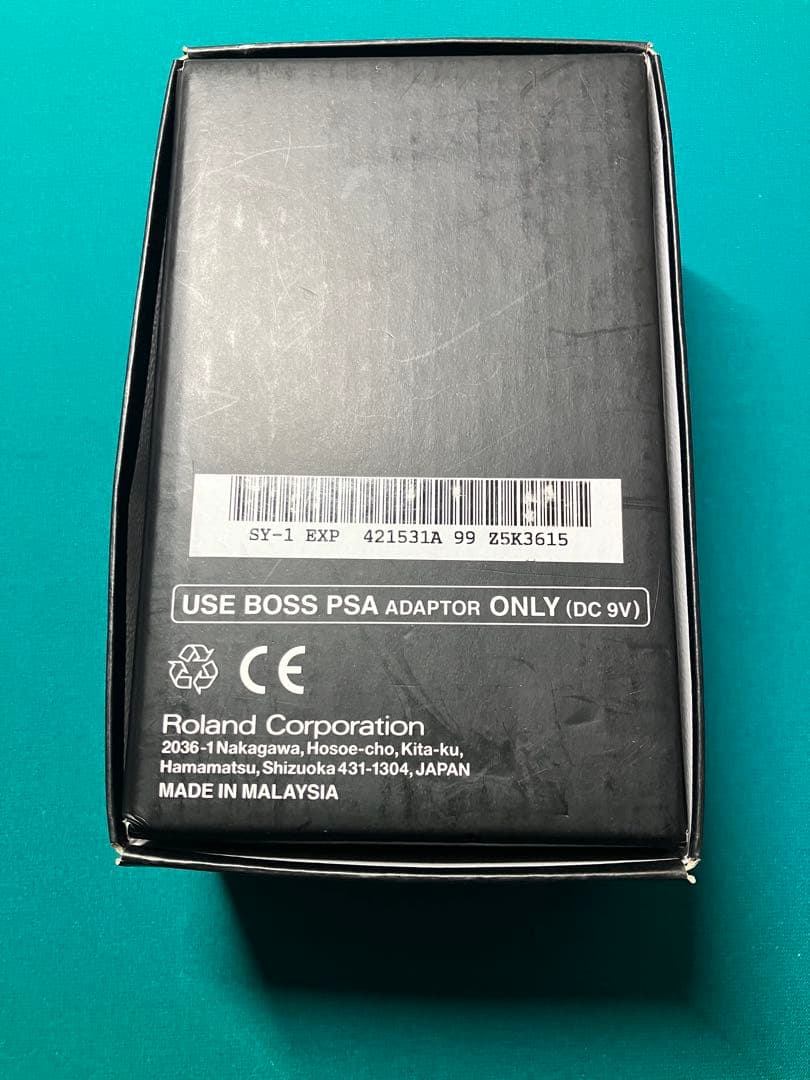 SY-1 EXP 421531A 99 Z5K3615
USE BOSS PSA ADAPTOR ONLY (DC 9V)
CE
Roland Corporation
2036-1 Nakagawa, Hosoe-cho, Kita-ku,
Hamamatsu, Shizuoka 431-1304, JAPAN
MADE IN MALAYSIA